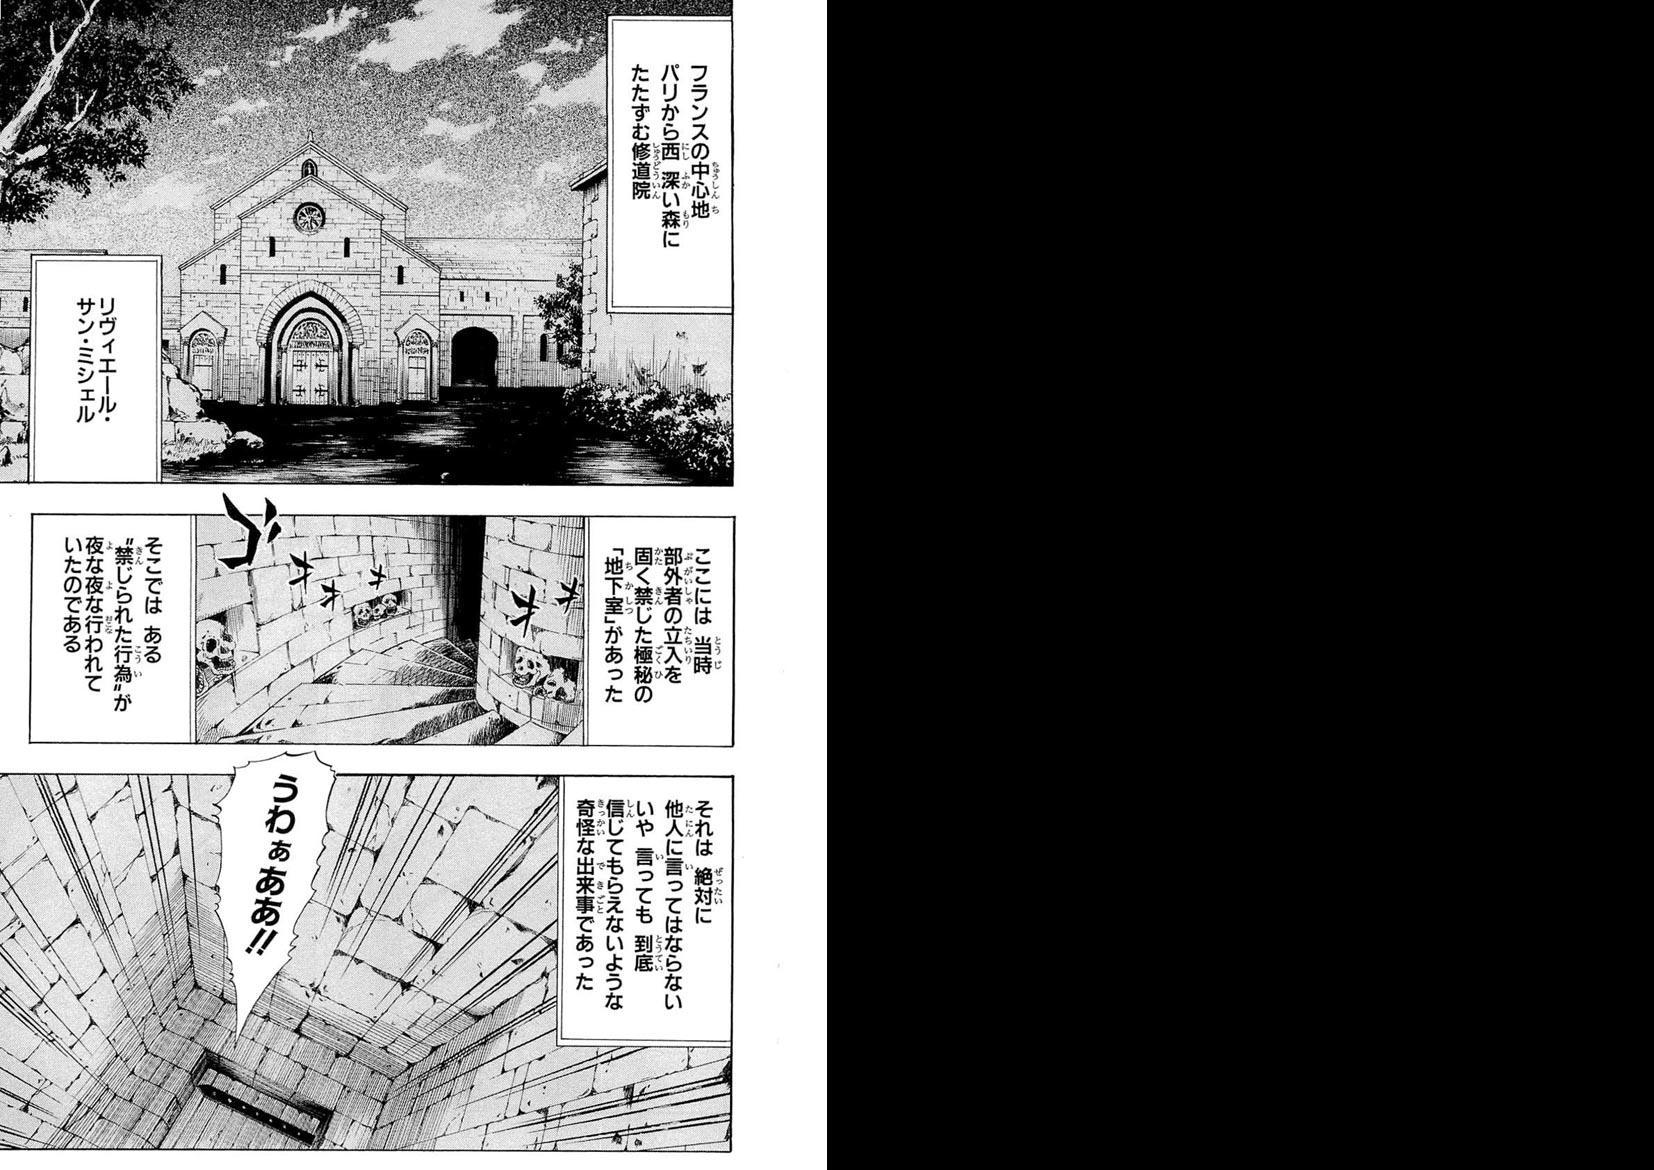 フランスの中心地
パリから西 深い森に
たたずむ修道院
リヴィエール・
サン・ミシェル
ここには 当時
部外者の立入を
固く禁じた極秘の
「地下室」があった
ゴ
オ
オ
オ
オ
そこでは ある
“禁じられた行為”が
夜な夜な行われて
いたのである
それは 絶対に
他人に言ってはならない
いや 言っても 到底
信じてもらえないような
奇怪な出来事であった
うわぁああ!!